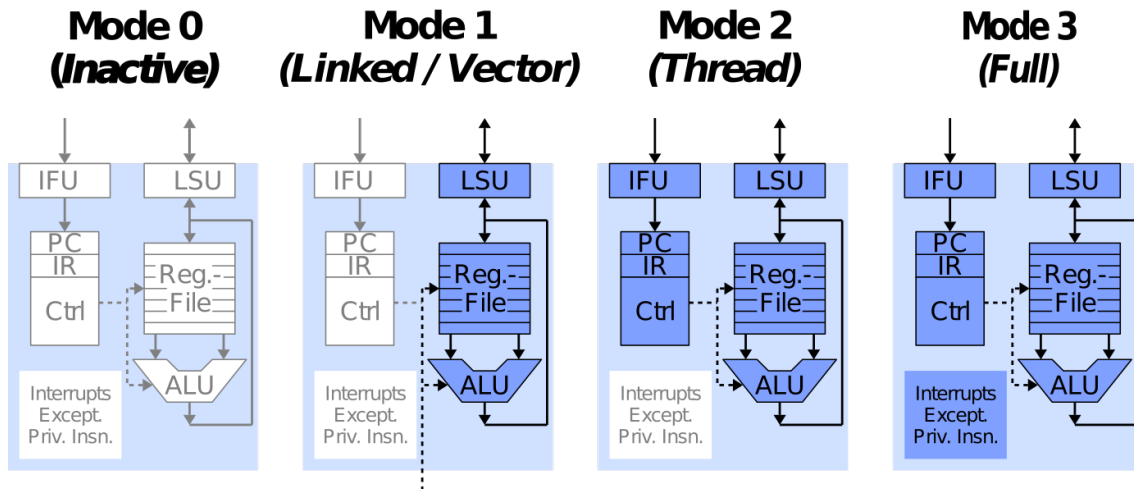 Mode 0
(Inactive)
IFU
LSU
PC
IR
Ctrl
Reg.-
File
ALU
Interrupts
Except.
Priv. Insn.
Mode 1
(Linked / Vector)
IFU
LSU
PC
IR
Ctrl
Reg.-
File
ALU
Interrupts
Except.
Priv. Insn.
Mode 2
(Thread)
IFU
LSU
PC
IR
Ctrl
Reg.-
File
ALU
Interrupts
Except.
Priv. Insn.
Mode 3
(Full)
IFU
LSU
PC
IR
Ctrl
Reg.-
File
ALU
Interrupts
Except.
Priv. Insn.